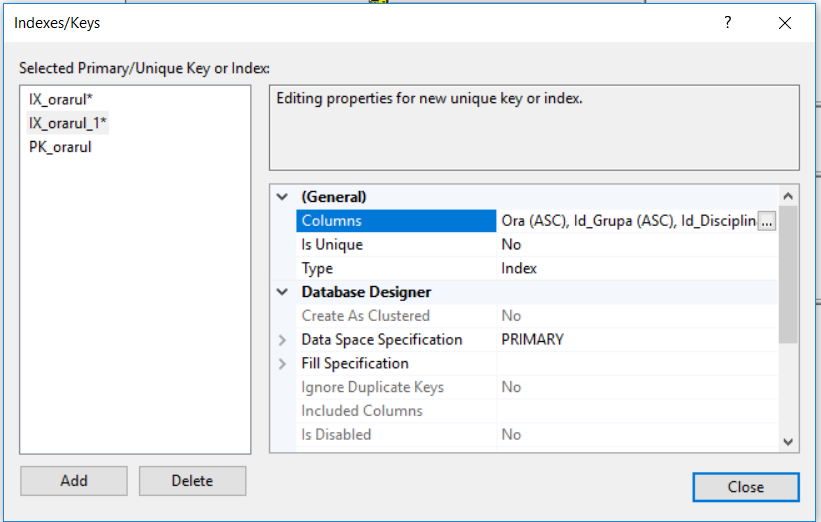 Indexes/Keys
?
Selected Primary/Unique Key or Index:
IX_orarul*
IX_orarul_1*
PK_orarul
Editing properties for new unique key or index.
(General)
Columns Ora (ASC), Id_Grupa (ASC), Id_Disciplin ...
Is Unique No
Type Index
Database Designer
Create As Clustered No
Data Space Specification PRIMARY
Fill Specification
Ignore Duplicate Keys No
Included Columns
Is Disabled No
Add Delete
Close